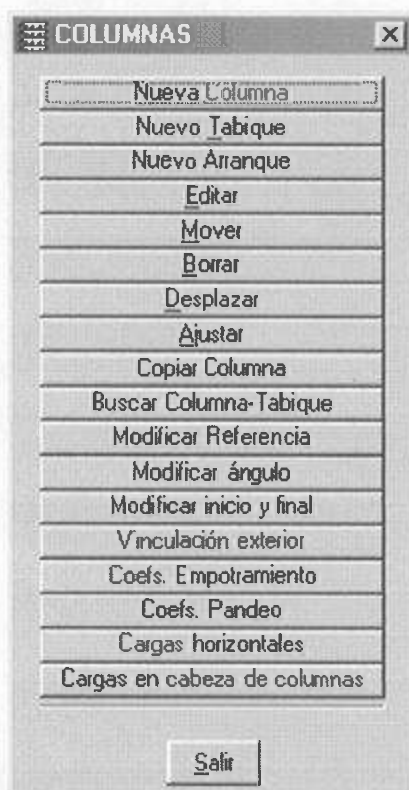 COLUMNAS
Nueva Columna
Nuevo Tabique
Nuevo Arranque
Editar
Mover
Borrar
Desplazar
Ajustar
Copiar Columna
Buscar Columna-Tabique
Modificar Referencia
Modificar ángulo
Modificar inicio y final
Vinculación exterior
Coefs. Empotramiento
Coefs. Pandeo
Cargas horizontales
Cargas en cabeza de columnas
Salir